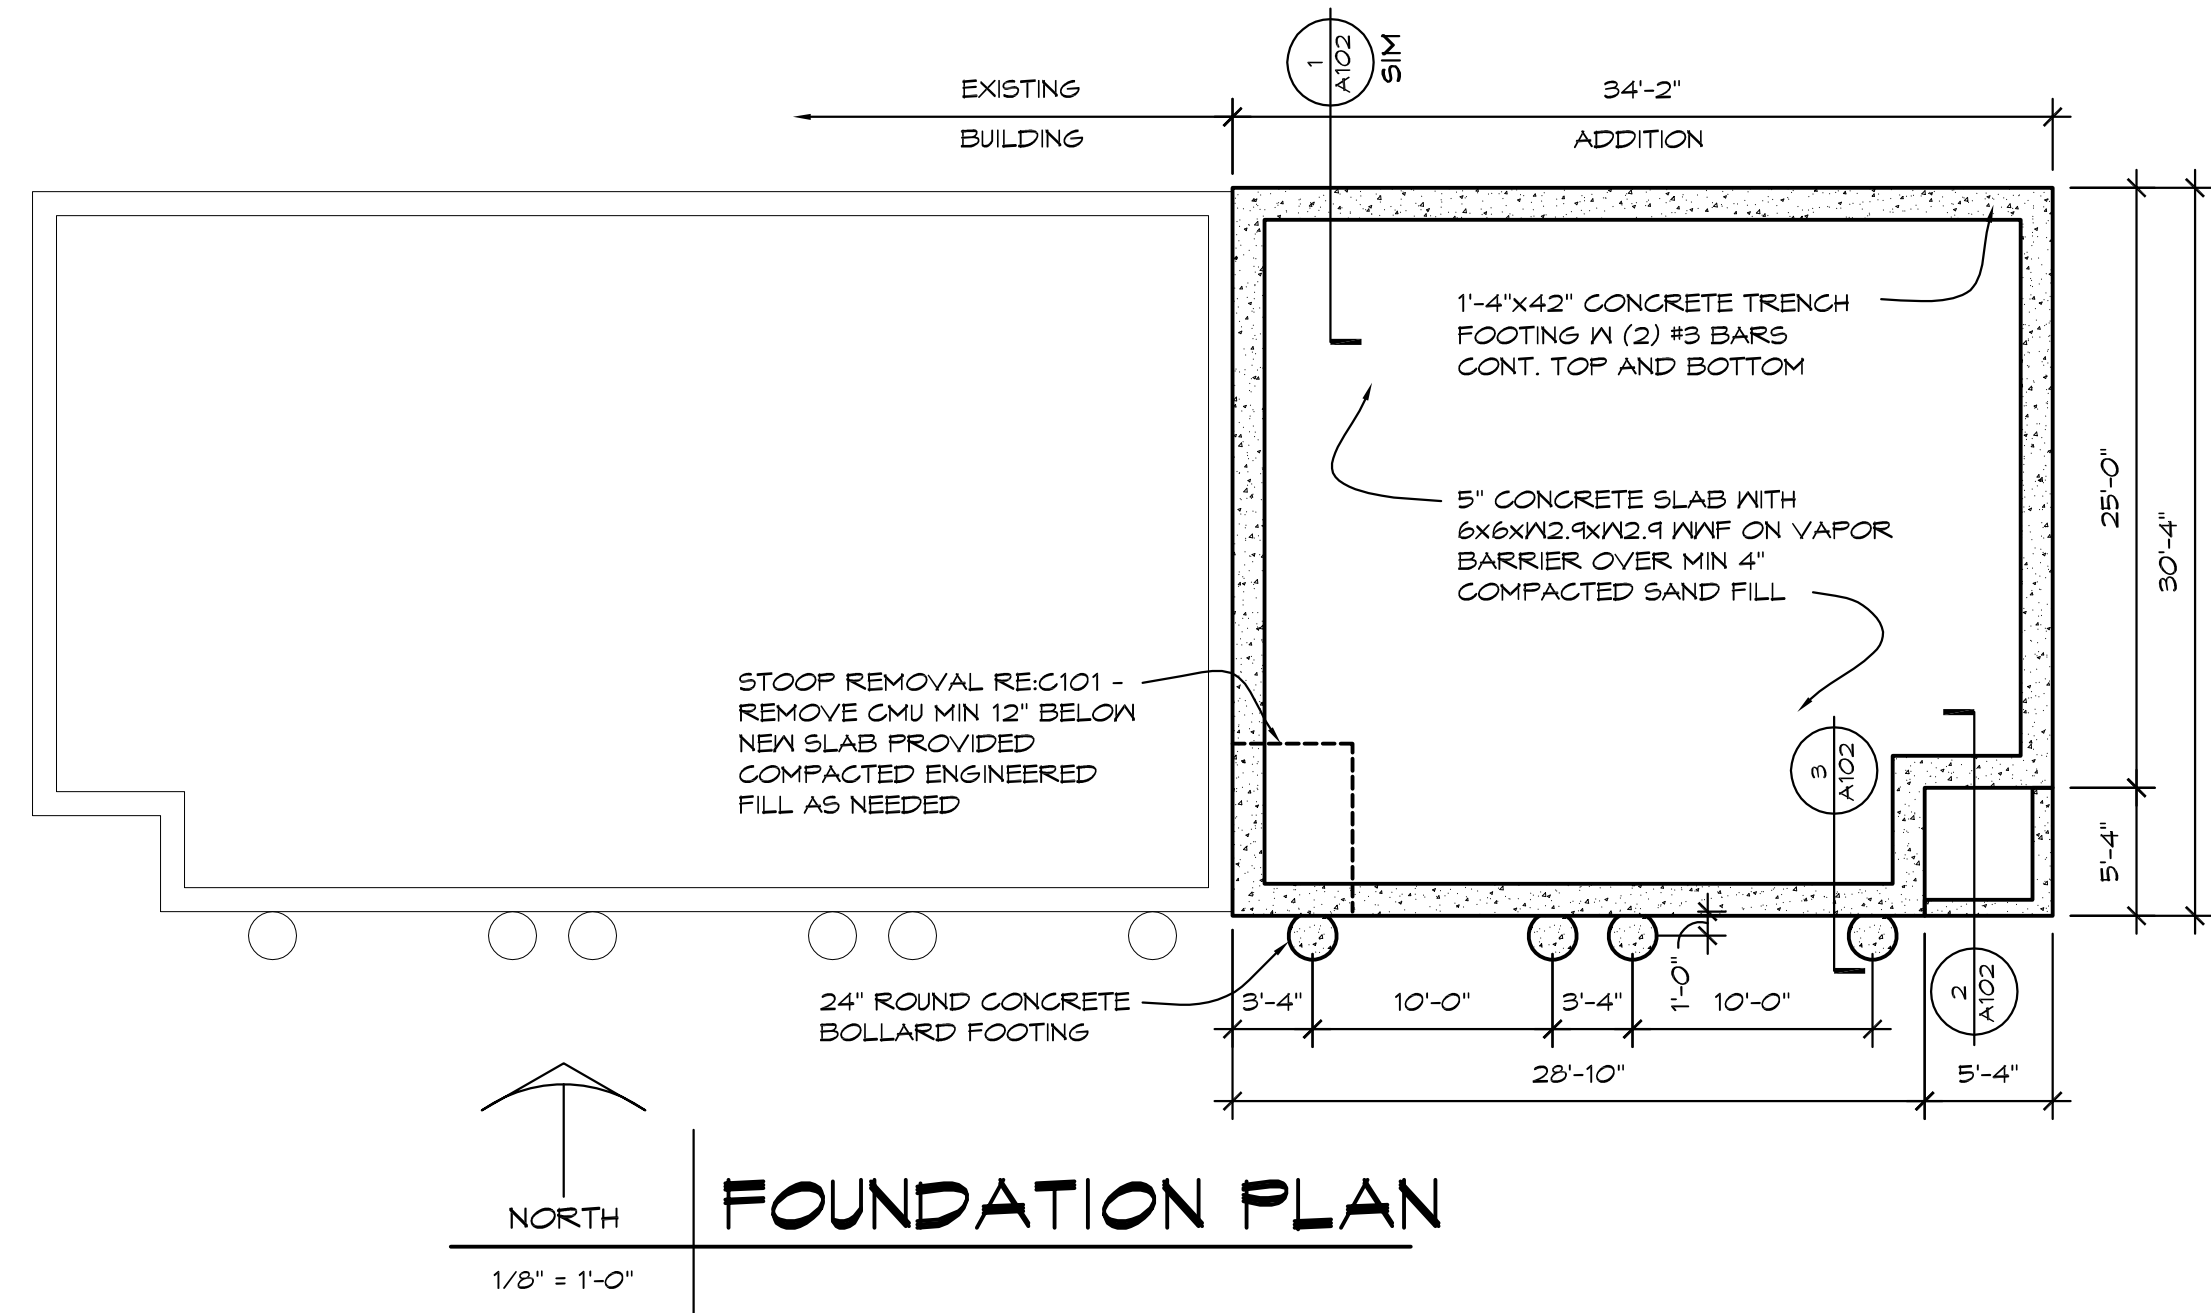 1
A102
SIM
EXISTING
BUILDING
34'-2"
ADDITION
1'-4"x42" CONCRETE TRENCH
FOOTING W (2) #3 BARS
CONT. TOP AND BOTTOM
5" CONCRETE SLAB WITH
6x6xW2.9xW2.9 WWF ON VAPOR
BARRIER OVER MIN 4"
COMPACTED SAND FILL
25'-0"
30'-4"
5'-4"
STOOP REMOVAL RE:C101 -
REMOVE CMU MIN 12" BELOW
NEW SLAB PROVIDED
COMPACTED ENGINEERED
FILL AS NEEDED
3
A102
2
A102
24" ROUND CONCRETE
BOLLARD FOOTING
3'-4"
10'-0"
3'-4"
1'-0"
10'-0"
28'-10"
5'-4"
NORTH
FOUNDATION PLAN
1/8" = 1'-0"